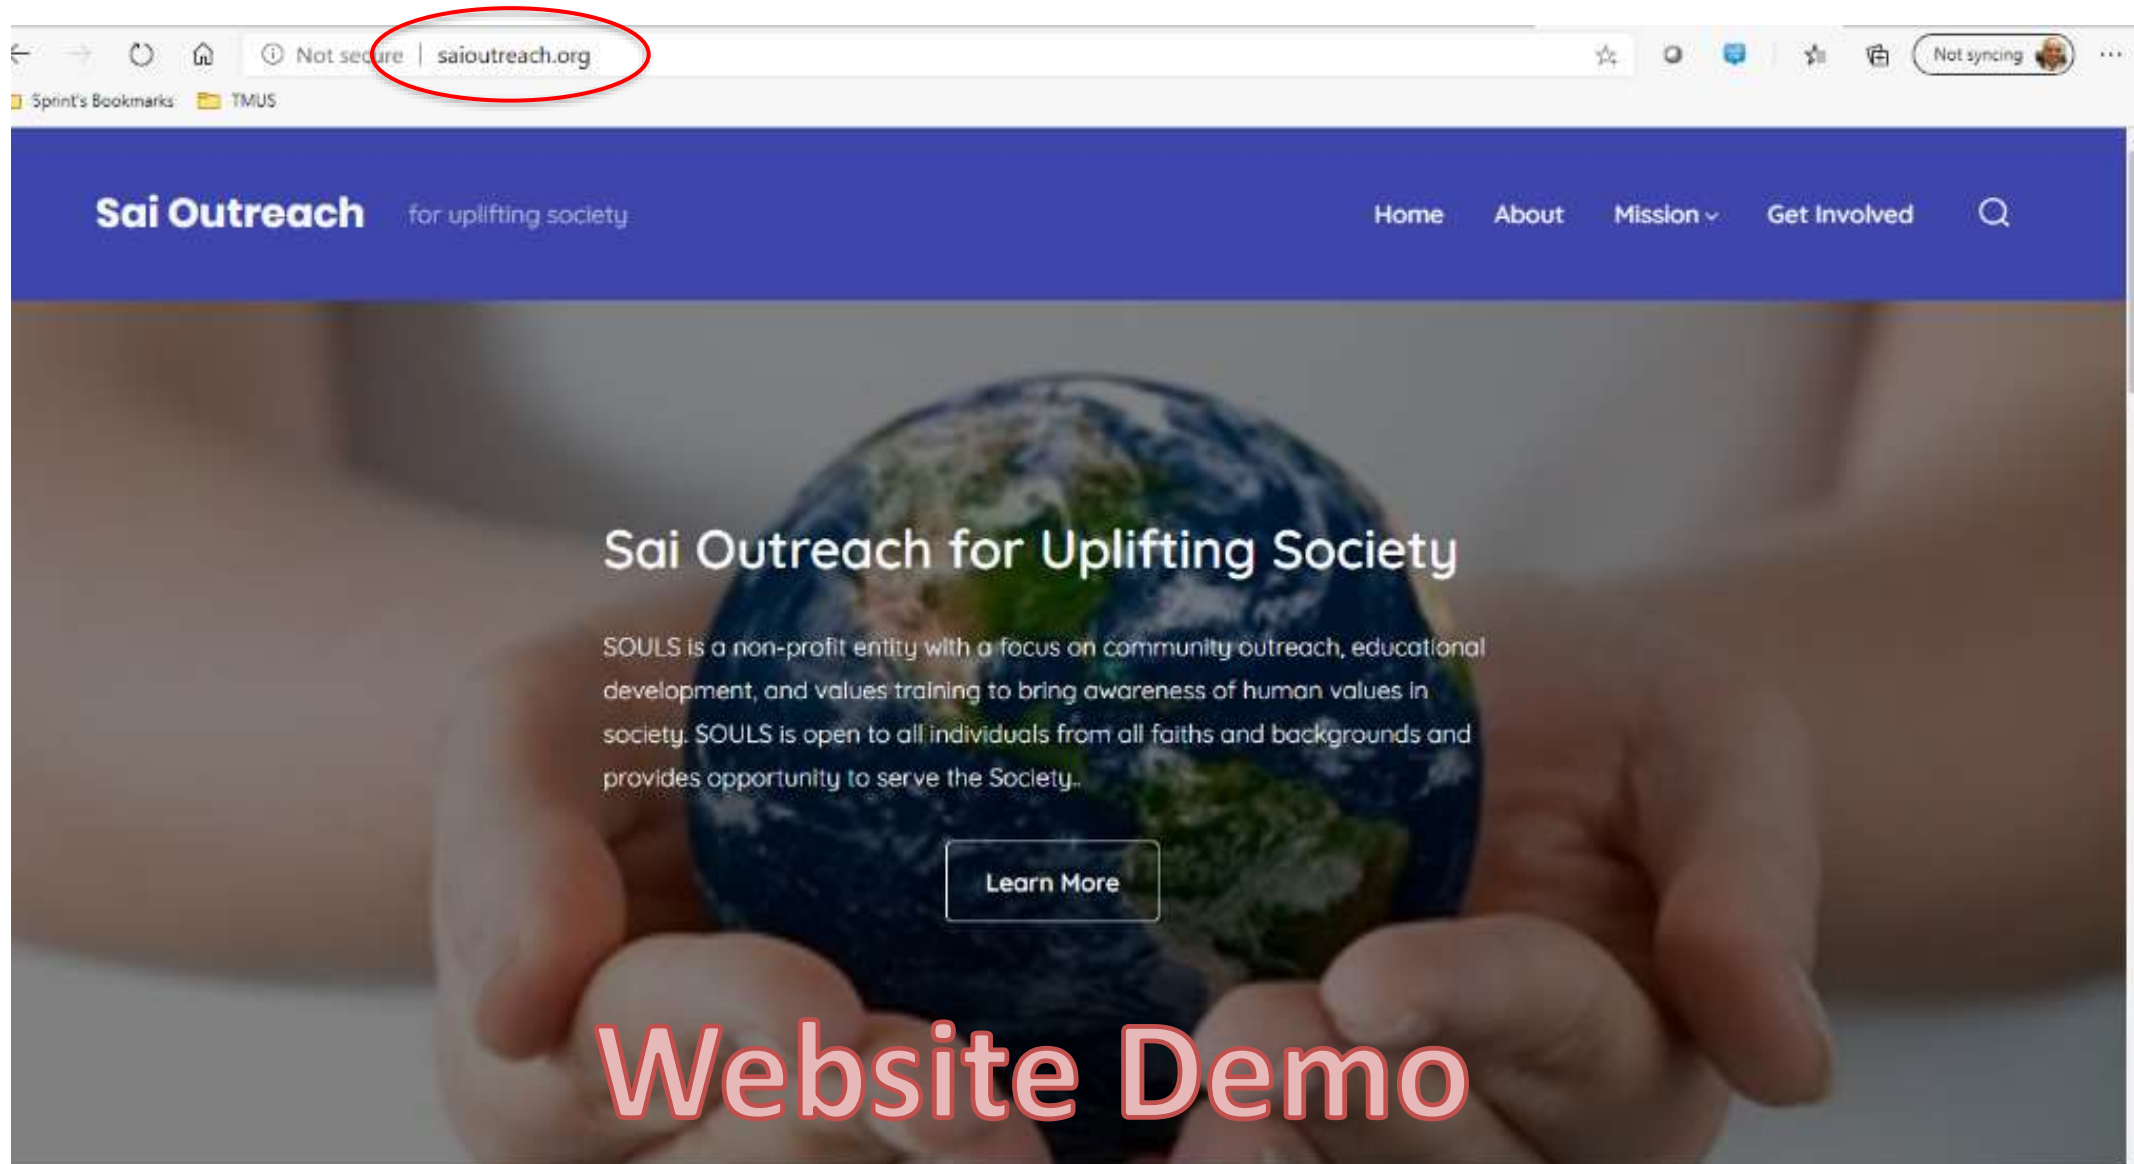 Not secure | saioutreach.org
Not syncing
Sprint's Bookmarks TMUS
Sai Outreach for uplifting society
Home About Mission Get Involved
Sai Outreach for Uplifting Society
SOULS is a non-profit entity with a focus on community outreach, educational
development, and values training to bring awareness of human values in
society. SOULS is open to all individuals from all faiths and backgrounds and
provides opportunity to serve the Society..
Learn More
Website Demo